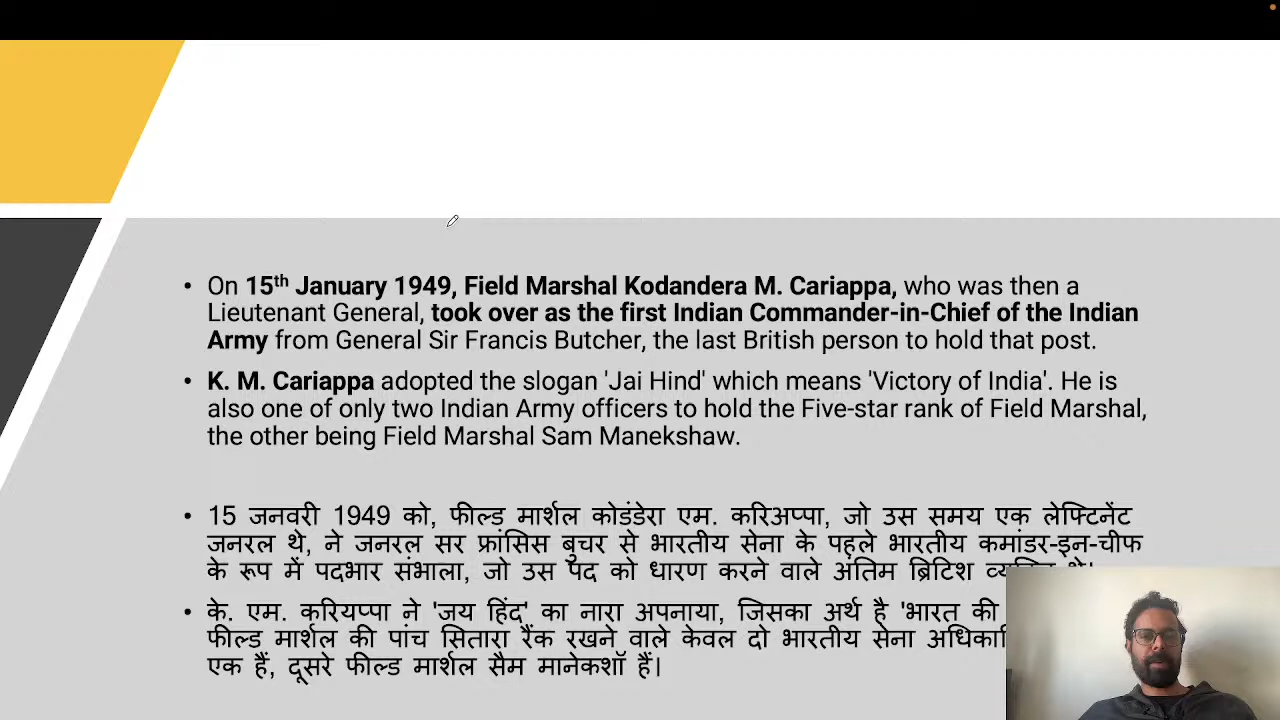 • On 15th January 1949, Field Marshal Kodandera M. Cariappa, who was then a
Lieutenant General, took over as the first Indian Commander-in-Chief of the Indian
Army from General Sir Francis Butcher, the last British person to hold that post.
• K. M. Cariappa adopted the slogan 'Jai Hind' which means 'Victory of India'. He is
also one of only two Indian Army officers to hold the Five-star rank of Field Marshal,
the other being Field Marshal Sam Manekshaw.
• 15 जनवरी 1949 को, फील्ड मार्शल कोडंडेरा एम. करिअप्पा, जो उस समय एक लेफ्टिनेंट
जनरल थे, ने जनरल सर फ्रांसिस बुचर से भारतीय सेना के पहले भारतीय कमांडर-इन-चीफ
के रूप में पदभार संभाला, जो उस पद को धारण करने वाले अंतिम ब्रिटिश
• के. एम. करियप्पा ने 'जय हिंद' का नारा अपनाया, जिसका अर्थ है 'भारत की
फील्ड मार्शल की पांच सितारा रैंक रखने वाले केवल दो भारतीय सेना
एक हैं, दूसरे फील्ड मार्शल सैम मानेकशॉ हैं।